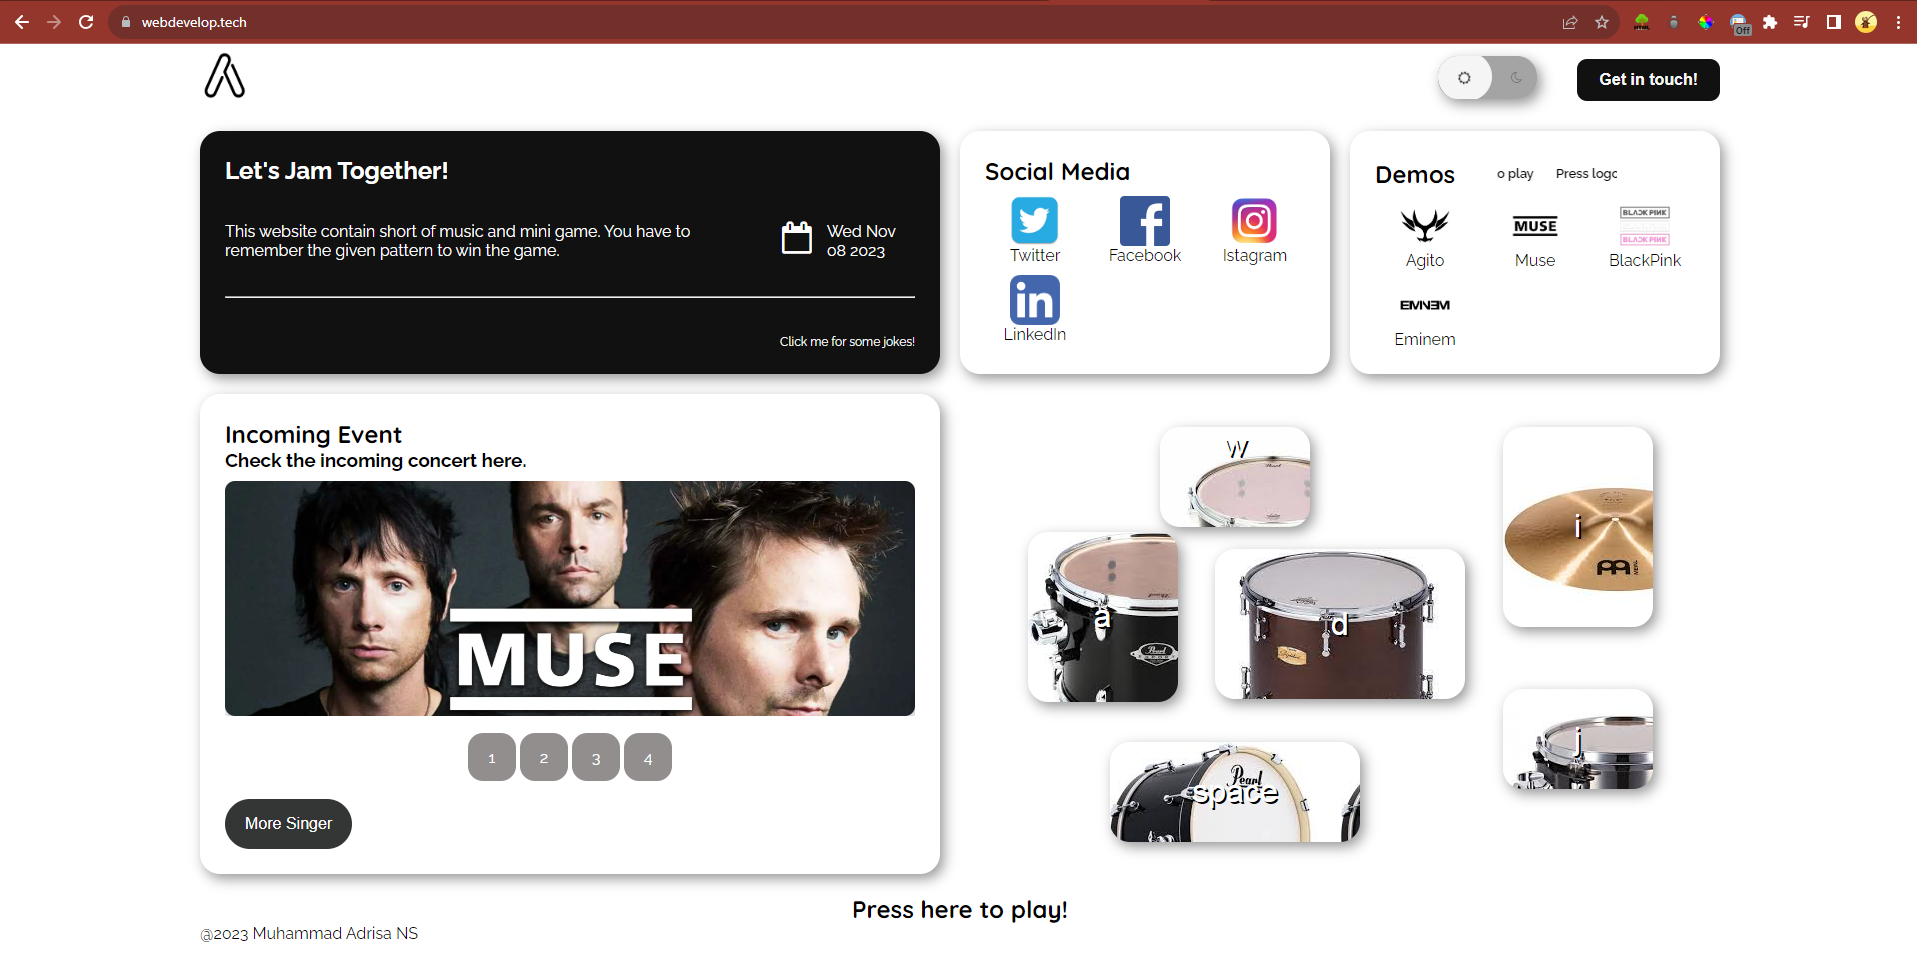 webdevelop.tech
Off
Get in touch!
Let's Jam Together!
This website contain short of music and mini game. You have to
remember the given pattern to win the game.
Wed Nov
08 2023
Click me for some jokes!
Social Media
Twitter
Facebook
Istagram
LinkedIn
Demos
o play
Press logo
MUSE
BLACKPINK
BLACKPINK
Agito
Muse
BlackPink
EMINEM
Eminem
Incoming Event
Check the incoming concert here.
MUSE
1
2
3
4
More Singer
w
a
Pearl
d
i
j
Pearl
space
Press here to play!
@2023 Muhammad Adrisa NS